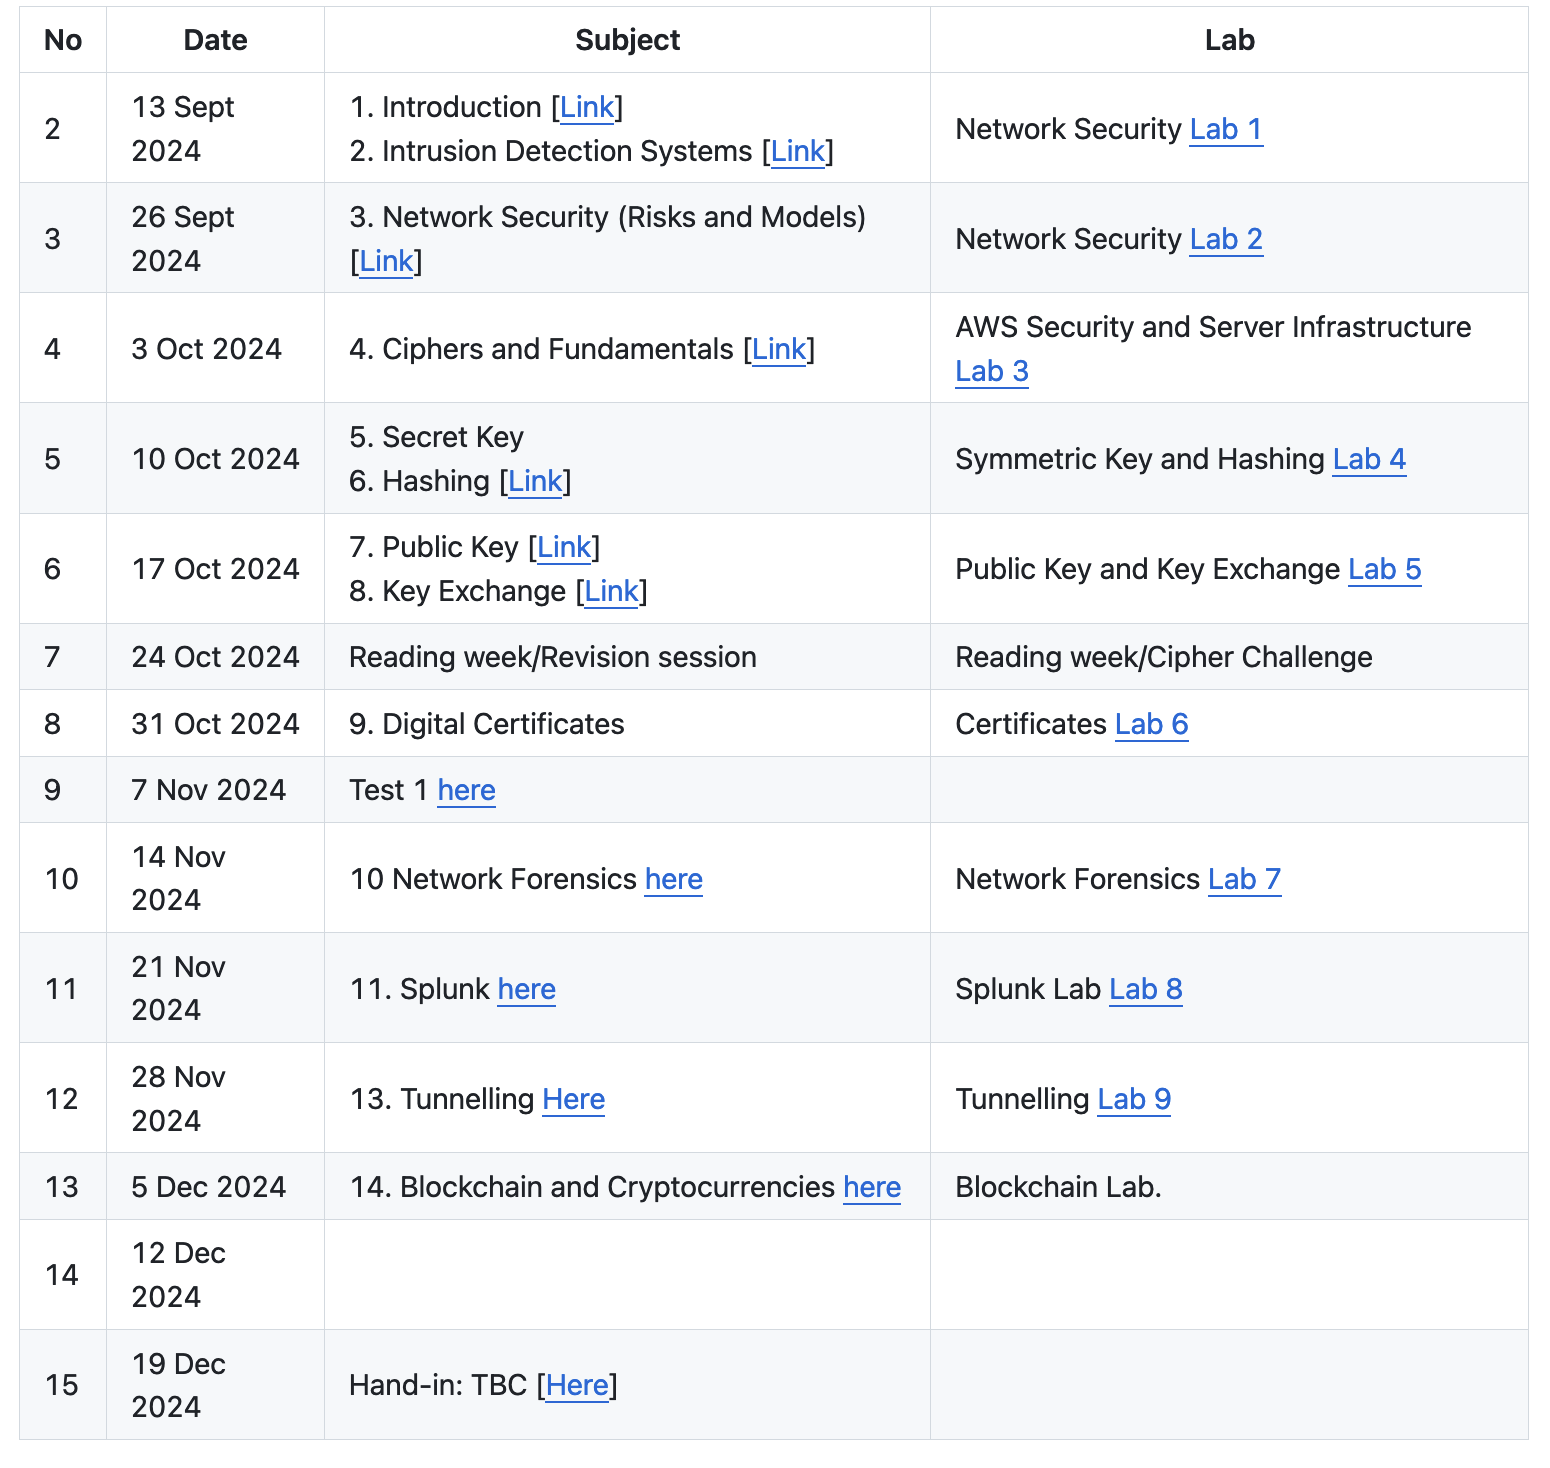 No Date Subject Lab
2
13 Sept
2024
1. Introduction [Link]
2. Intrusion Detection Systems [Link]
Network Security Lab 1
3
26 Sept
2024
3. Network Security (Risks and Models)
[Link]
Network Security Lab 2
4
3 Oct 2024
4. Ciphers and Fundamentals [Link]
AWS Security and Server Infrastructure
Lab 3
5
10 Oct 2024
5. Secret Key
6. Hashing [Link]
Symmetric Key and Hashing Lab 4
6
17 Oct 2024
7. Public Key [Link]
8. Key Exchange [Link]
Public Key and Key Exchange Lab 5
7
24 Oct 2024
Reading week/Revision session
Reading week/Cipher Challenge
8
31 Oct 2024
9. Digital Certificates
Certificates Lab 6
9
7 Nov 2024
Test 1 here
10
14 Nov
2024
10 Network Forensics here
Network Forensics Lab 7
11
21 Nov
2024
11. Splunk here
Splunk Lab Lab 8
12
28 Nov
2024
13. Tunnelling Here
Tunnelling Lab 9
13
5 Dec 2024
14. Blockchain and Cryptocurrencies here
Blockchain Lab.
14
12 Dec
2024
15
19 Dec
2024
Hand-in: TBC [Here]